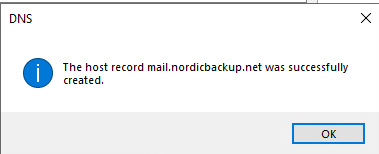 DNS
The host record mail.nordicbackup.net was successfully
created.
OK